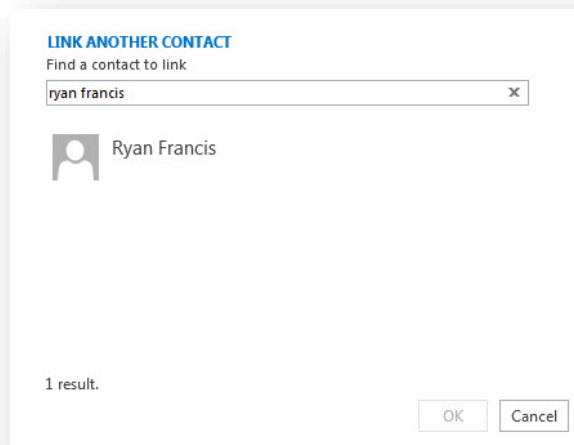 LINK ANOTHER CONTACT
Find a contact to link
ryan francis
Ryan Francis
1 result.
OK
Cancel